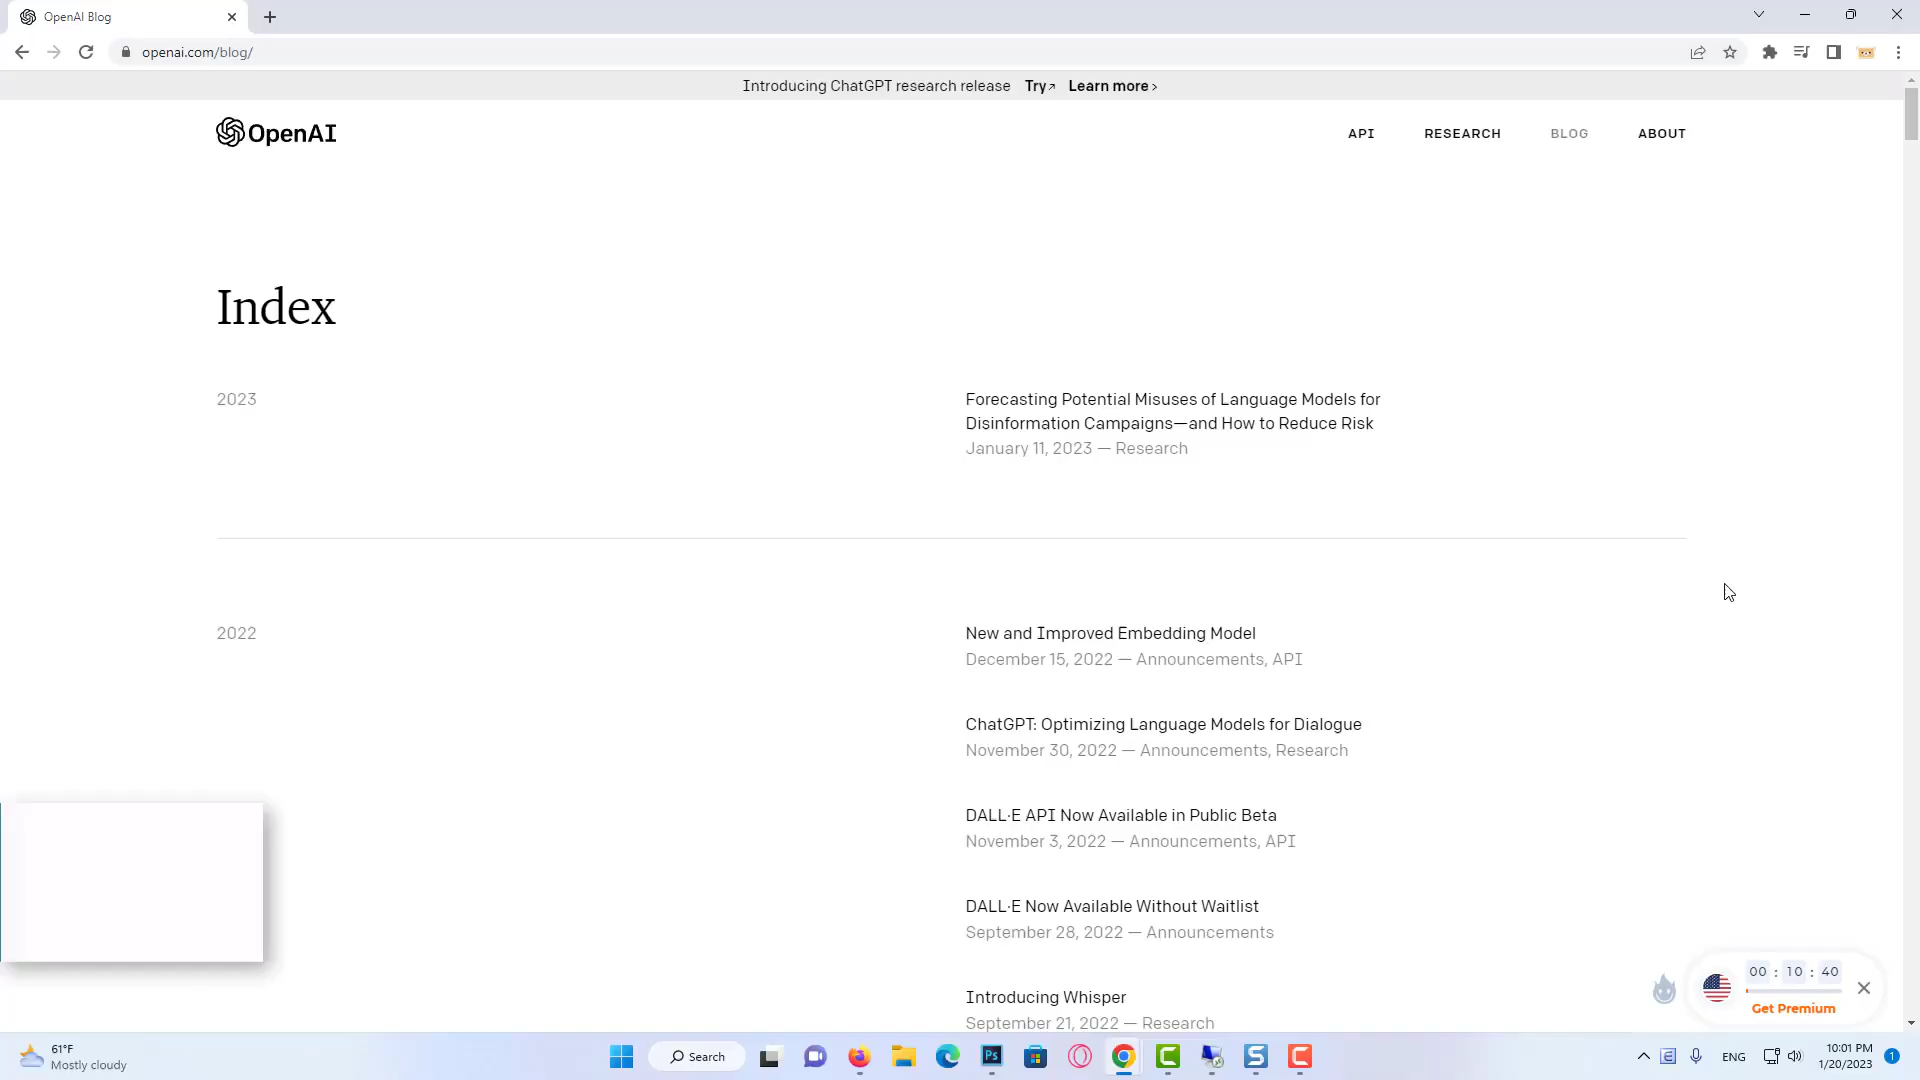 OpenAI Blog
openai.com/blog/
Introducing ChatGPT research release Try↗ Learn more ›
OpenAI
API RESEARCH BLOG ABOUT
Index
2023
Forecasting Potential Misuses of Language Models for
Disinformation Campaigns—and How to Reduce Risk
January 11, 2023 — Research
2022
New and Improved Embedding Model
December 15, 2022 — Announcements, API
ChatGPT: Optimizing Language Models for Dialogue
November 30, 2022 — Announcements, Research
DALL·E API Now Available in Public Beta
November 3, 2022 — Announcements, API
DALL·E Now Available Without Waitlist
September 28, 2022 — Announcements
Introducing Whisper
September 21, 2022 — Research
00 : 10 : 40
Get Premium
61°F
Mostly cloudy
Search
Ps
C
S
C
E
ENG
10:01 PM
1/20/2023
1